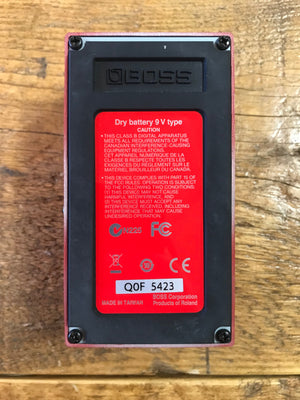 BOSS
Dry battery 9 V type
CAUTION
• THIS CLASS B DIGITAL APPARATUS
MEETS ALL REQUIREMENTS OF THE
CANADIAN INTERFERENCE-CAUSING
EQUIPMENT REGULATIONS.
CET APPAREIL NUMÉRIQUE DE LA
CLASSE B RESPECTE TOUTES LES
EXIGENCES DU RÈGLEMENT SUR LE
MATÉRIEL BROUILLEUR DU CANADA.
• THIS DEVICE COMPLIES WITH PART 15 OF
THE FCC RULES. OPERATION IS SUBJECT
TO THE FOLLOWING TWO CONDITIONS:
(1) THIS DEVICE MAY NOT CAUSE
HARMFUL INTERFERENCE, AND
(2) THIS DEVICE MUST ACCEPT ANY
INTERFERENCE RECEIVED, INCLUDING
INTERFERENCE THAT MAY CAUSE
UNDESIRED OPERATION.
N225 FC
CE
Q0F 5423
MADE IN TAIWAN BOSS Corporation
Products of Roland